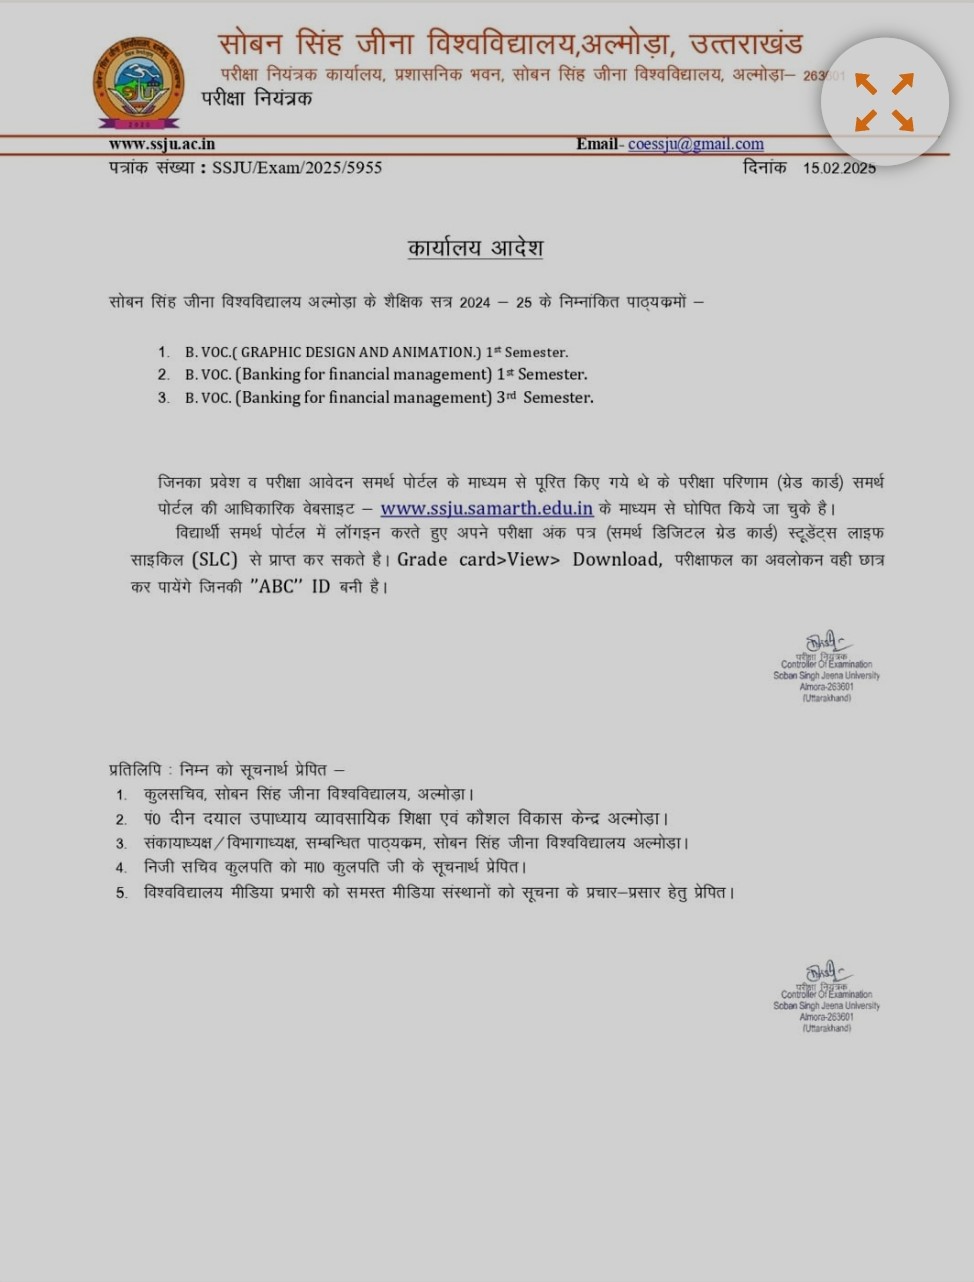 सोबन सिंह जीना विश्वविद्यालय,अल्मोड़ा, उत्तराखंड
परीक्षा नियंत्रक कार्यालय, प्रशासनिक भवन, सोबन सिंह जीना विश्वविद्यालय, अल्मोड़ा– 263601
परीक्षा नियंत्रक
www.ssju.ac.in Email- coessju@gmail.com
पत्रांक संख्या : SSJU/Exam/2025/5955 दिनांक 15.02.2025
कार्यालय आदेश
सोबन सिंह जीना विश्वविद्यालय अल्मोड़ा के शैक्षिक सत्र 2024 – 25 के निम्नांकित पाठ्यक्रमों –
1. B. VOC.( GRAPHIC DESIGN AND ANIMATION.) 1st Semester.
2. B. VOC. (Banking for financial management) 1st Semester.
3. B. VOC. (Banking for financial management) 3rd Semester.
जिनका प्रवेश व परीक्षा आवेदन समर्थ पोर्टल के माध्यम से पूरित किए गये थे के परीक्षा परिणाम (ग्रेड कार्ड) समर्थ
पोर्टल की आधिकारिक वेबसाइट – www.ssju.samarth.edu.in के माध्यम से घोषित किये जा चुके है।
विद्यार्थी समर्थ पोर्टल में लॉगइन करते हुए अपने परीक्षा अंक पत्र (समर्थ डिजिटल ग्रेड कार्ड) स्टूडेंट्स लाइफ
साइकिल (SLC) से प्राप्त कर सकते है। Grade card>View> Download, परीक्षाफल का अवलोकन वही छात्र
कर पायेंगे जिनकी ”ABC” ID बनी है।
परीक्षा नियंत्रक
Controller Of Examination
Soban Singh Jeena University
Almora-263601
(Uttarakhand)
प्रतिलिपि : निम्न को सूचनार्थ प्रेषित –
1. कुलसचिव, सोबन सिंह जीना विश्वविद्यालय, अल्मोड़ा।
2. पं0 दीन दयाल उपाध्याय व्यावसायिक शिक्षा एवं कौशल विकास केन्द्र अल्मोड़ा।
3. संकायाध्यक्ष/विभागाध्यक्ष, सम्बन्धित पाठ्यक्रम, सोबन सिंह जीना विश्वविद्यालय अल्मोड़ा।
4. निजी सचिव कुलपति को मा0 कुलपति जी के सूचनार्थ प्रेषित।
5. विश्वविद्यालय मीडिया प्रभारी को समस्त मीडिया संस्थानों को सूचना के प्रचार–प्रसार हेतु प्रेषित।
परीक्षा नियंत्रक
Controller Of Examination
Soban Singh Jeena University
Almora-263601
(Uttarakhand)